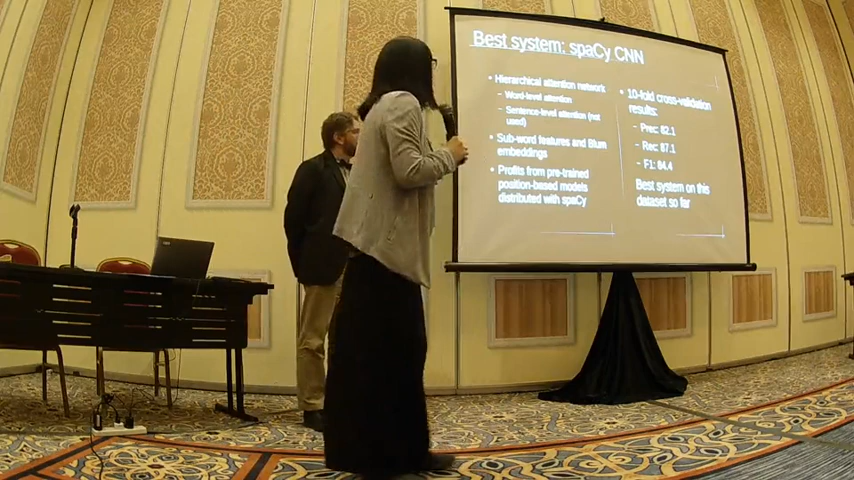 Best system: spaCy CNN
• Hierarchical attention network
– Word-level attention
– Sentence-level attention (not
used)
• Sub-word features and Blum
embeddings
• Profits from pre-trained
position-based models
distributed with spaCy
• 10-fold cross-validation
results:
– Prec: 82.1
– Rec: 87.1
– F1: 84.4
Best system on this
dataset so far